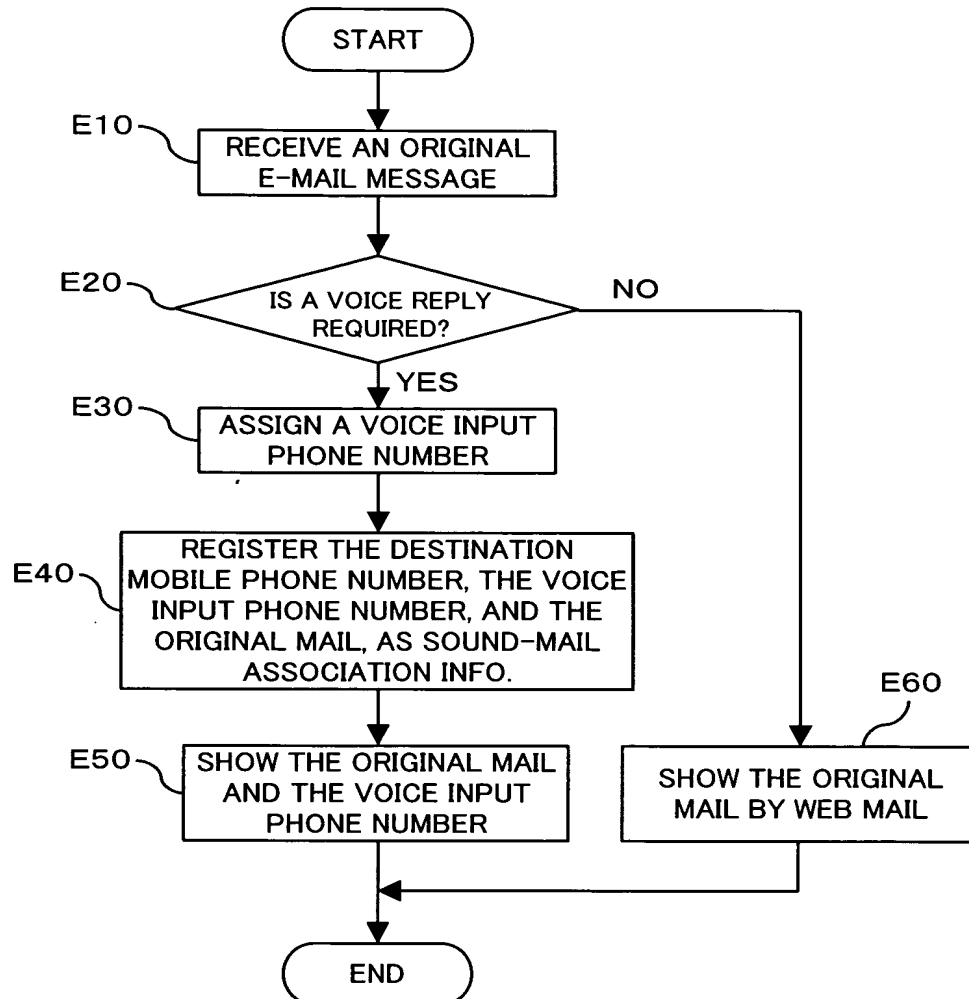 START
E10
RECEIVE AN ORIGINAL
E-MAIL MESSAGE
E20
IS A VOICE REPLY
REQUIRED?
NO
YES
E30
ASSIGN A VOICE INPUT
PHONE NUMBER
E40
REGISTER THE DESTINATION
MOBILE PHONE NUMBER, THE VOICE
INPUT PHONE NUMBER, AND THE
ORIGINAL MAIL, AS SOUND-MAIL
ASSOCIATION INFO.
E50
SHOW THE ORIGINAL MAIL
AND THE VOICE INPUT
PHONE NUMBER
E60
SHOW THE ORIGINAL
MAIL BY WEB MAIL
END